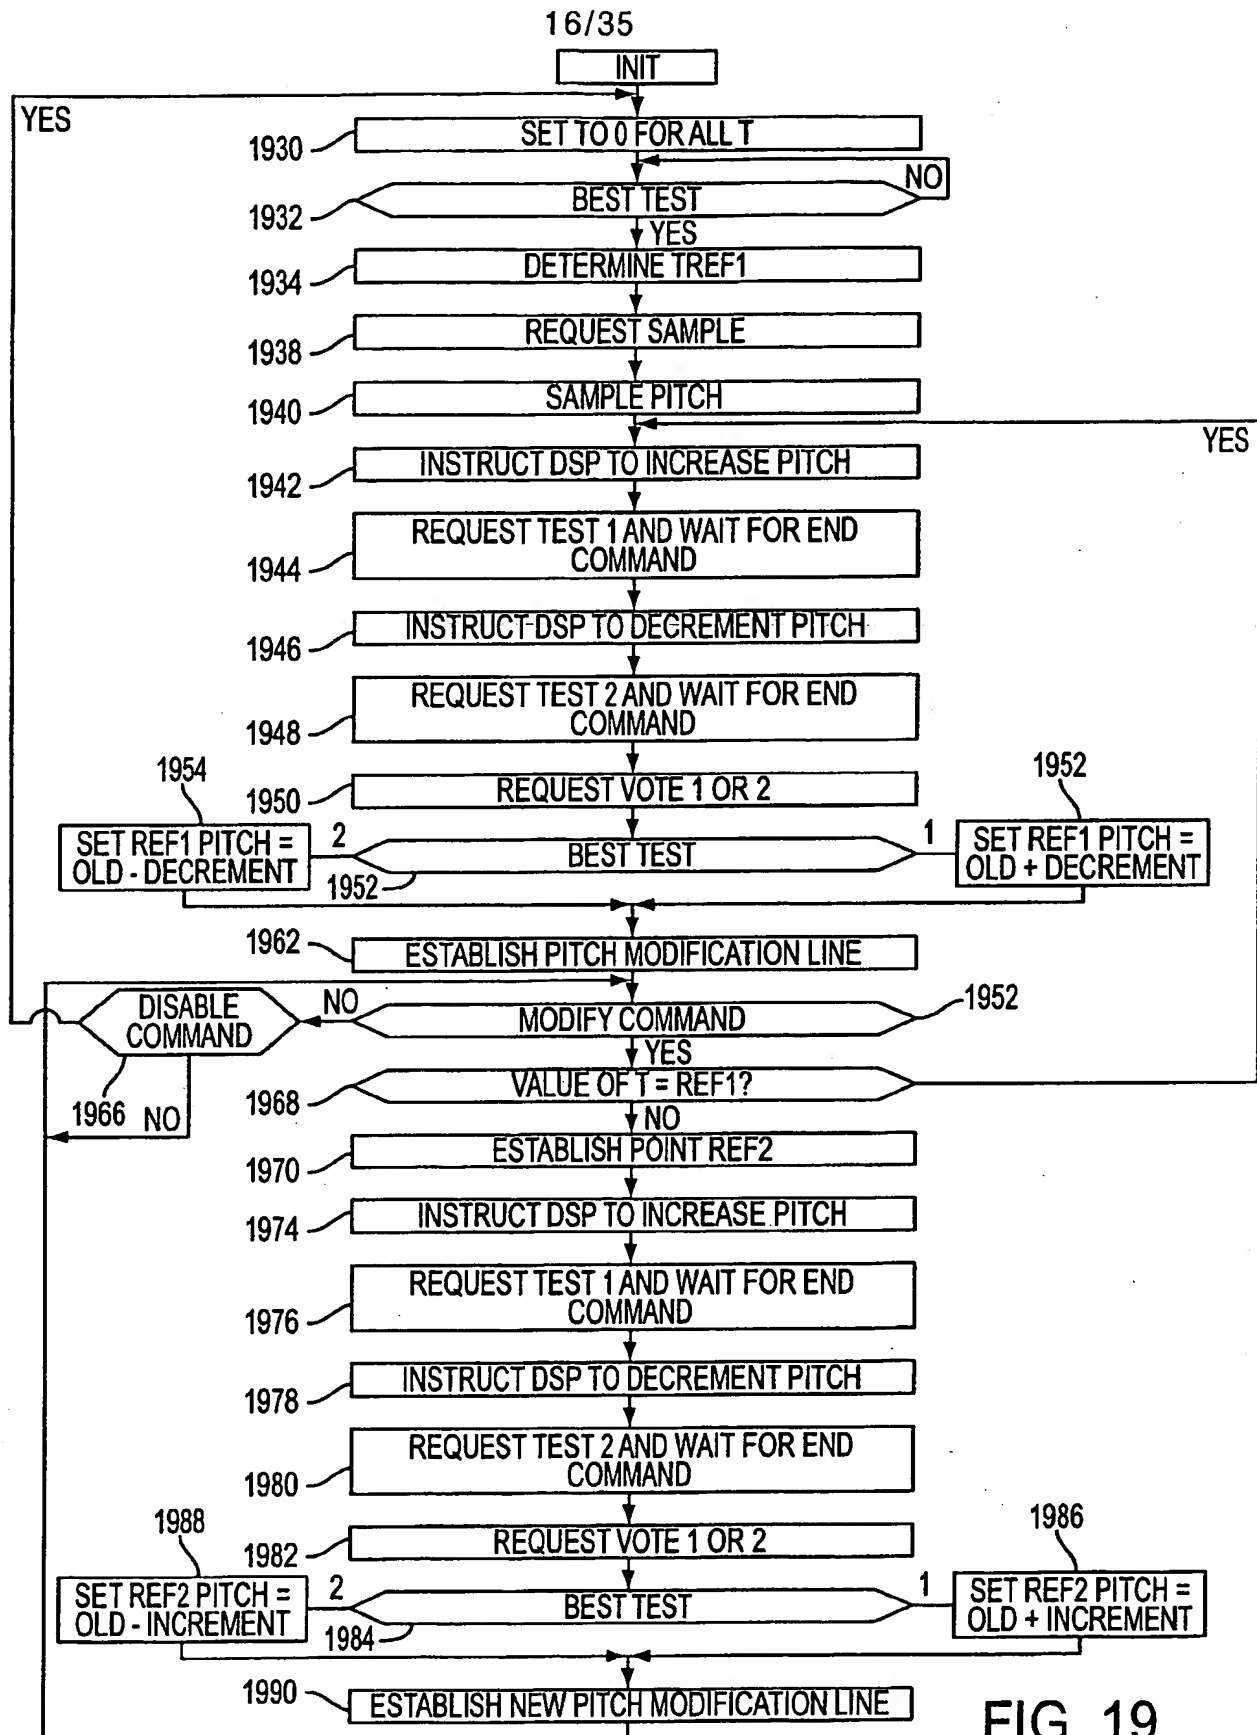 16/35
INIT
YES
1930
SET TO 0 FOR ALL T
NO
1932
BEST TEST
YES
1934
DETERMINE TREF1
1938
REQUEST SAMPLE
1940
SAMPLE PITCH
YES
1942
INSTRUCT DSP TO INCREASE PITCH
1944
REQUEST TEST 1 AND WAIT FOR END
COMMAND
1946
INSTRUCT DSP TO DECREMENT PITCH
1948
REQUEST TEST 2 AND WAIT FOR END
COMMAND
1950
REQUEST VOTE 1 OR 2
1954
SET REF1 PITCH =
OLD - DECREMENT
2
BEST TEST
1952
1
1952
SET REF1 PITCH =
OLD + DECREMENT
1962
ESTABLISH PITCH MODIFICATION LINE
DISABLE
COMMAND
NO
MODIFY COMMAND
1952
YES
1966
NO
1968
VALUE OF T = REF1?
NO
1970
ESTABLISH POINT REF2
1974
INSTRUCT DSP TO INCREASE PITCH
1976
REQUEST TEST 1 AND WAIT FOR END
COMMAND
1978
INSTRUCT DSP TO DECREMENT PITCH
1980
REQUEST TEST 2 AND WAIT FOR END
COMMAND
1982
REQUEST VOTE 1 OR 2
1988
SET REF2 PITCH =
OLD - INCREMENT
2
BEST TEST
1984
1
1986
SET REF2 PITCH =
OLD + INCREMENT
1990
ESTABLISH NEW PITCH MODIFICATION LINE
FIG. 19